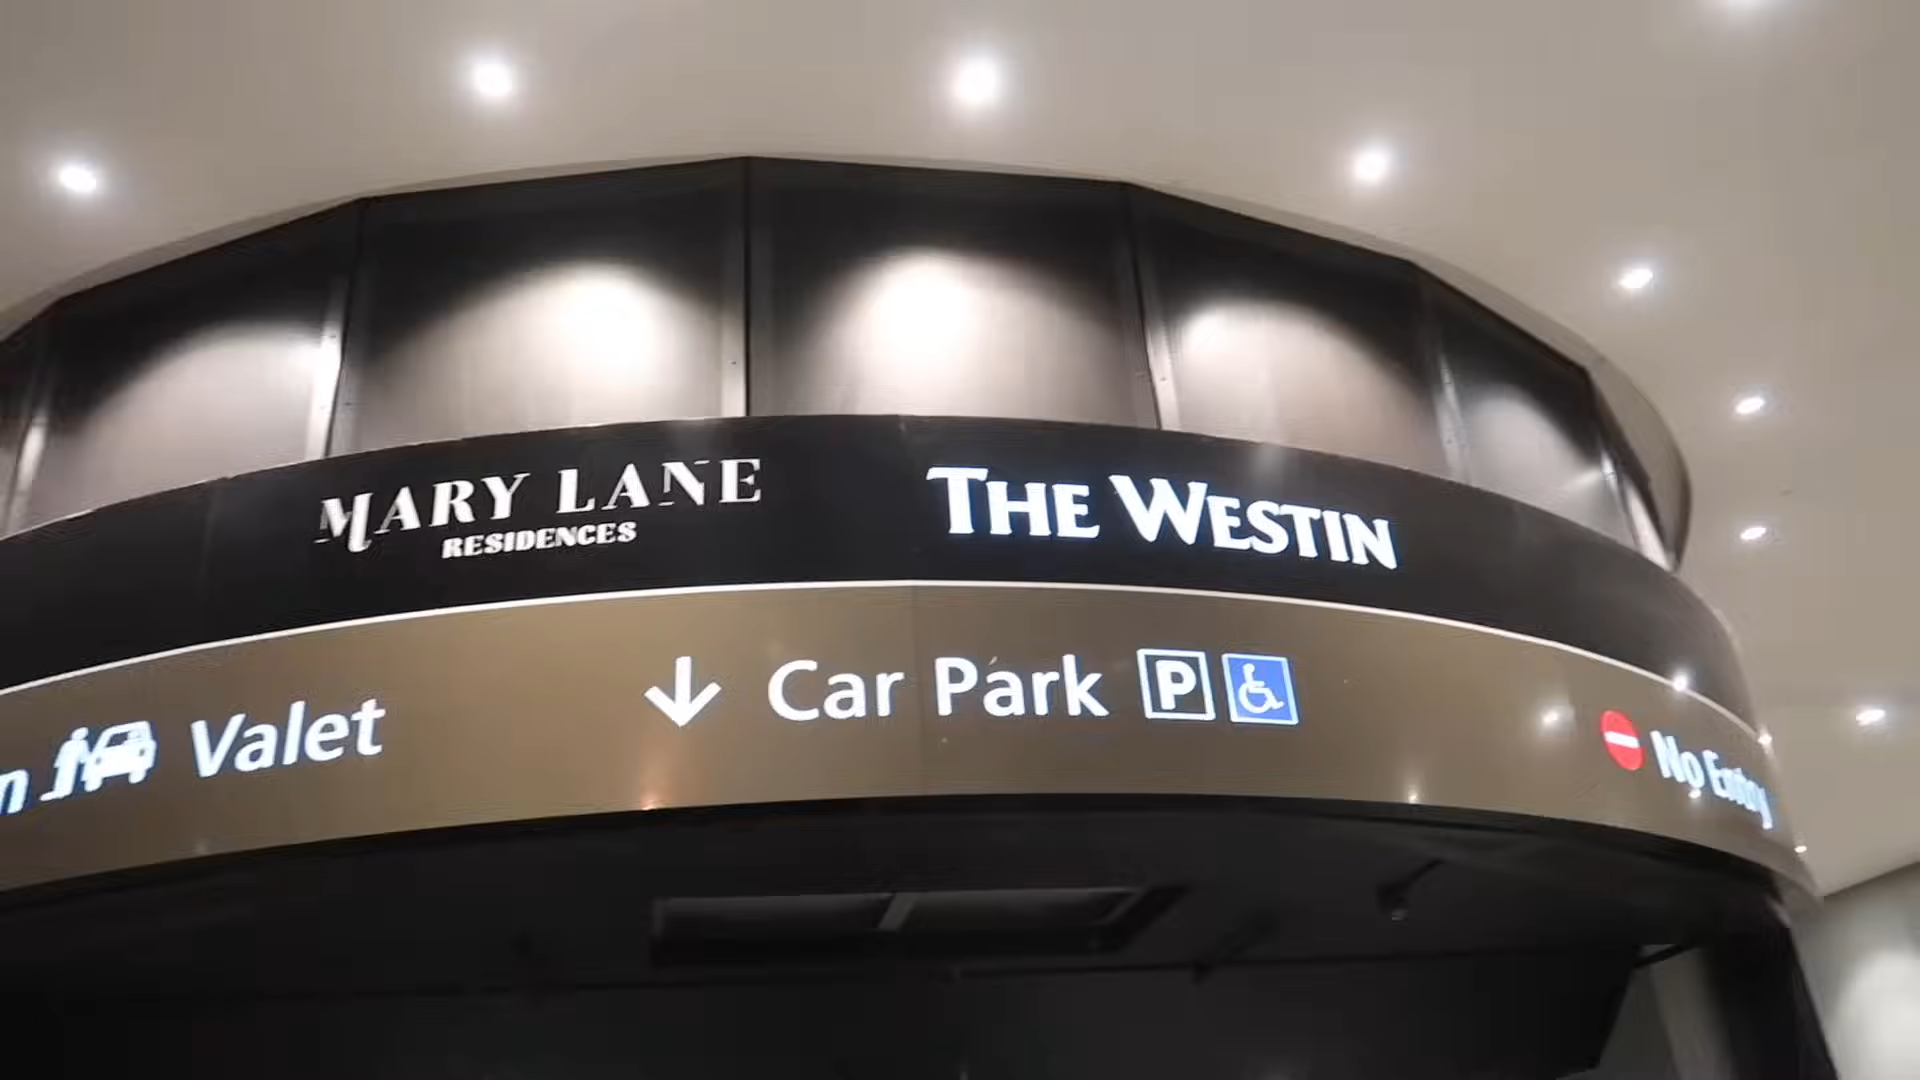 MARY LANE
RESIDENCES
THE WESTIN
Valet
Car Park P
No Entry